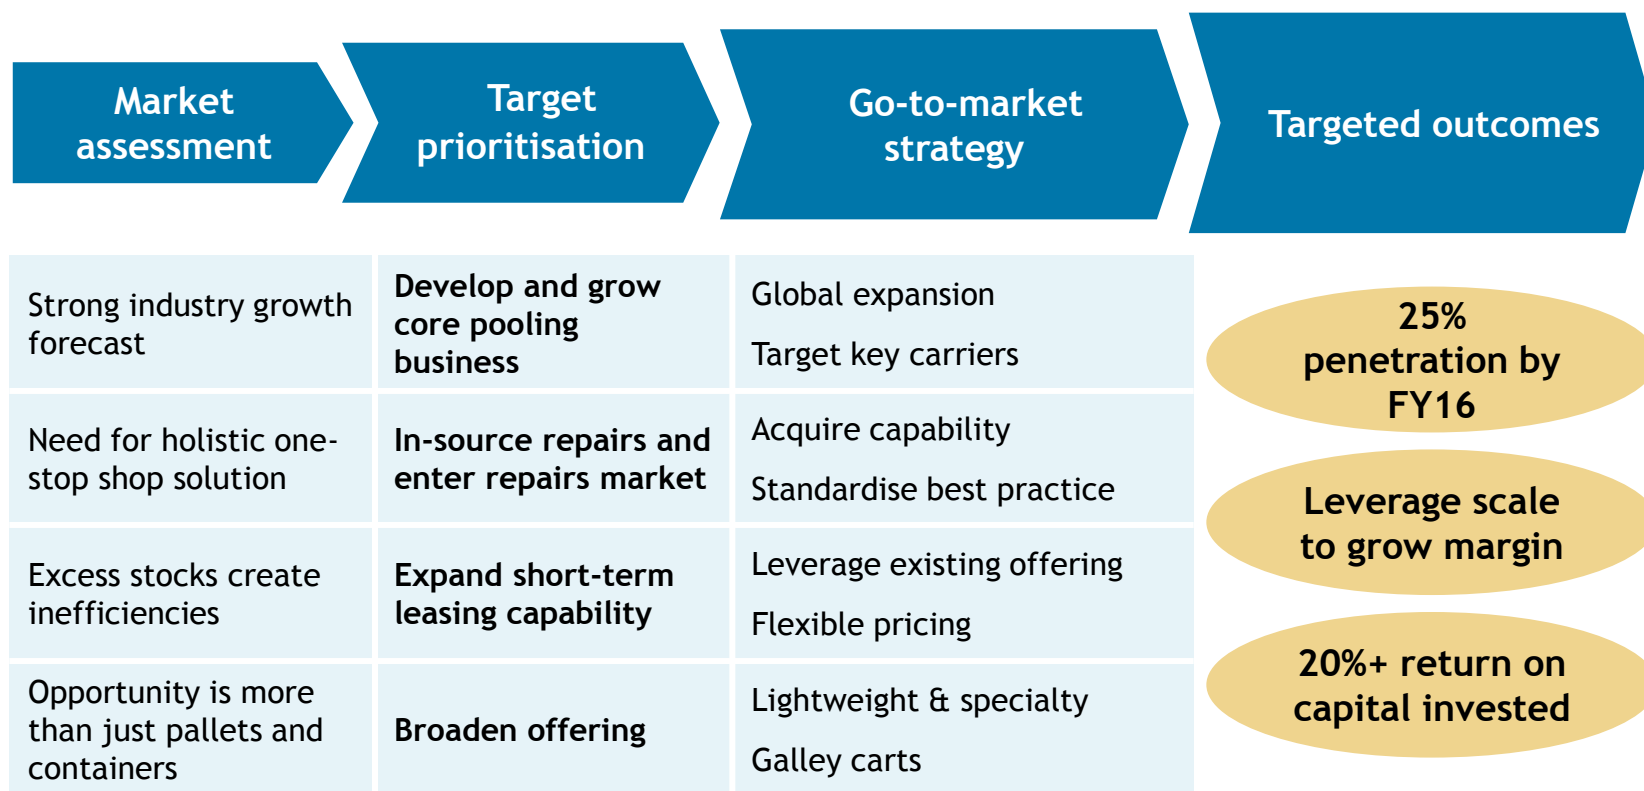 Market
assessment
Target
prioritisation
Go-to-market
strategy
Targeted outcomes
Strong industry growth
forecast
Develop and grow
core pooling
business
Global expansion
Target key carriers
Need for holistic one-
stop shop solution
In-source repairs and
enter repairs market
Acquire capability
Standardise best practice
Excess stocks create
inefficiencies
Expand short-term
leasing capability
Leverage existing offering
Flexible pricing
Opportunity is more
than just pallets and
containers
Broaden offering
Lightweight & specialty
Galley carts
25%
penetration by
FY16
Leverage scale
to grow margin
20%+ return on
capital invested